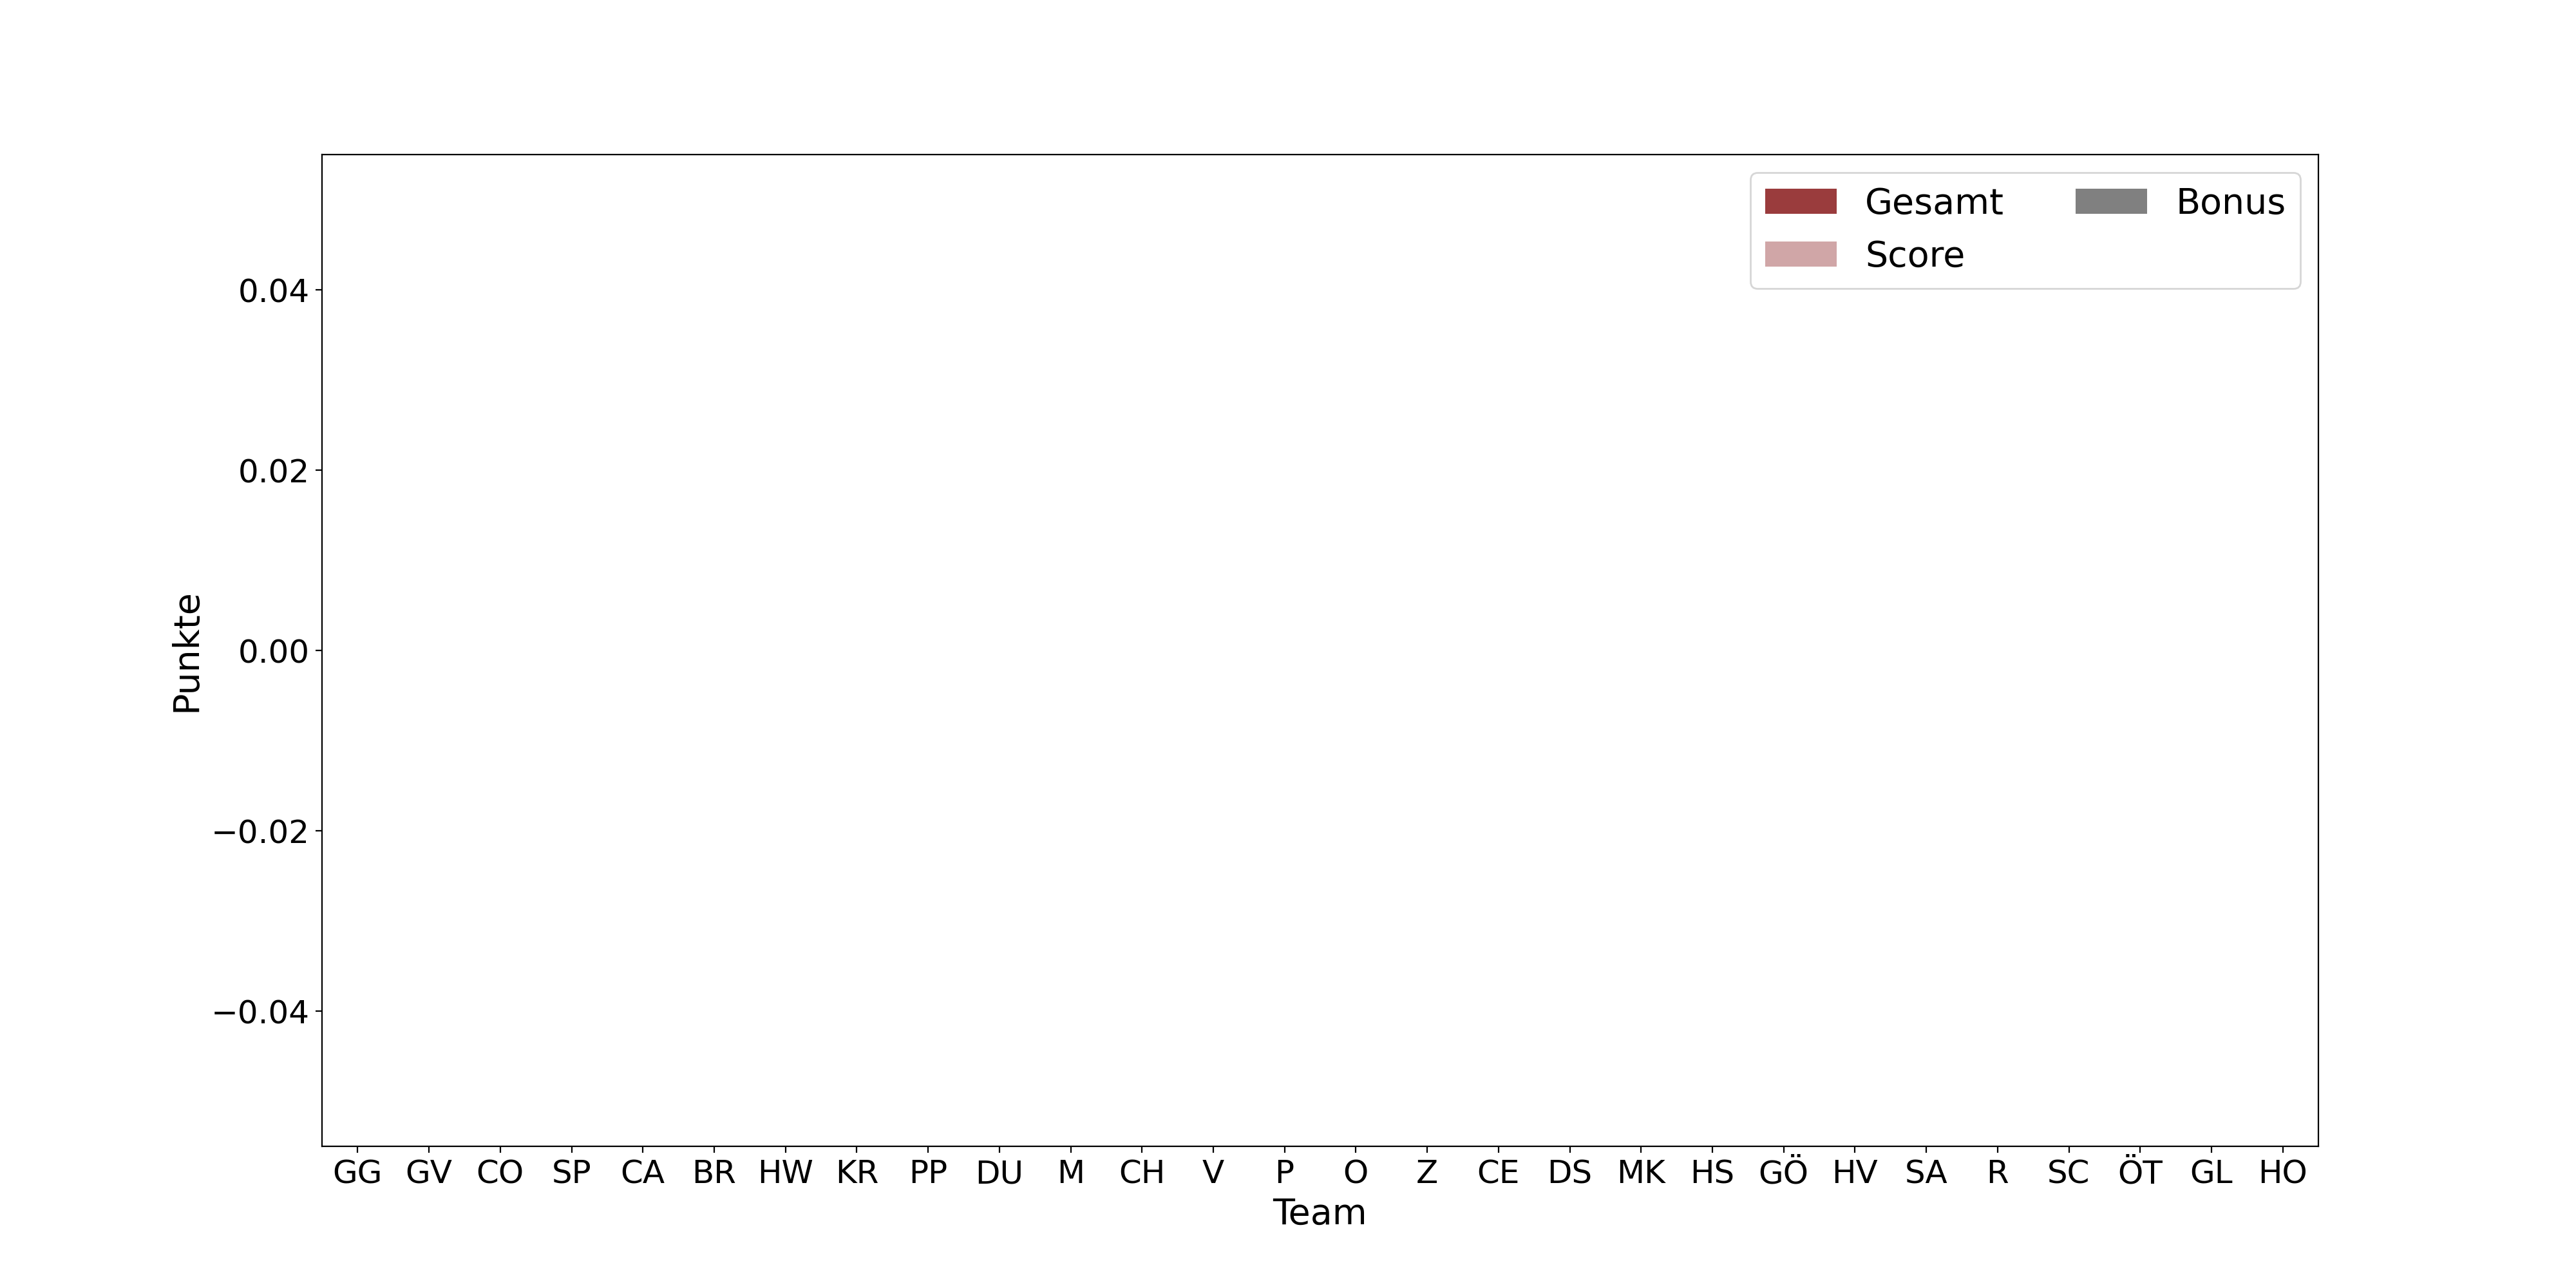 Gesamt Bonus
Score
0.04
0.02
0.00
−0.02
−0.04
Punkte
GG GV CO SP CA BR HW KR PP DU M CH V P O Z CE DS MK HS GÖ HV SA R SC ÖT GL HO
Team